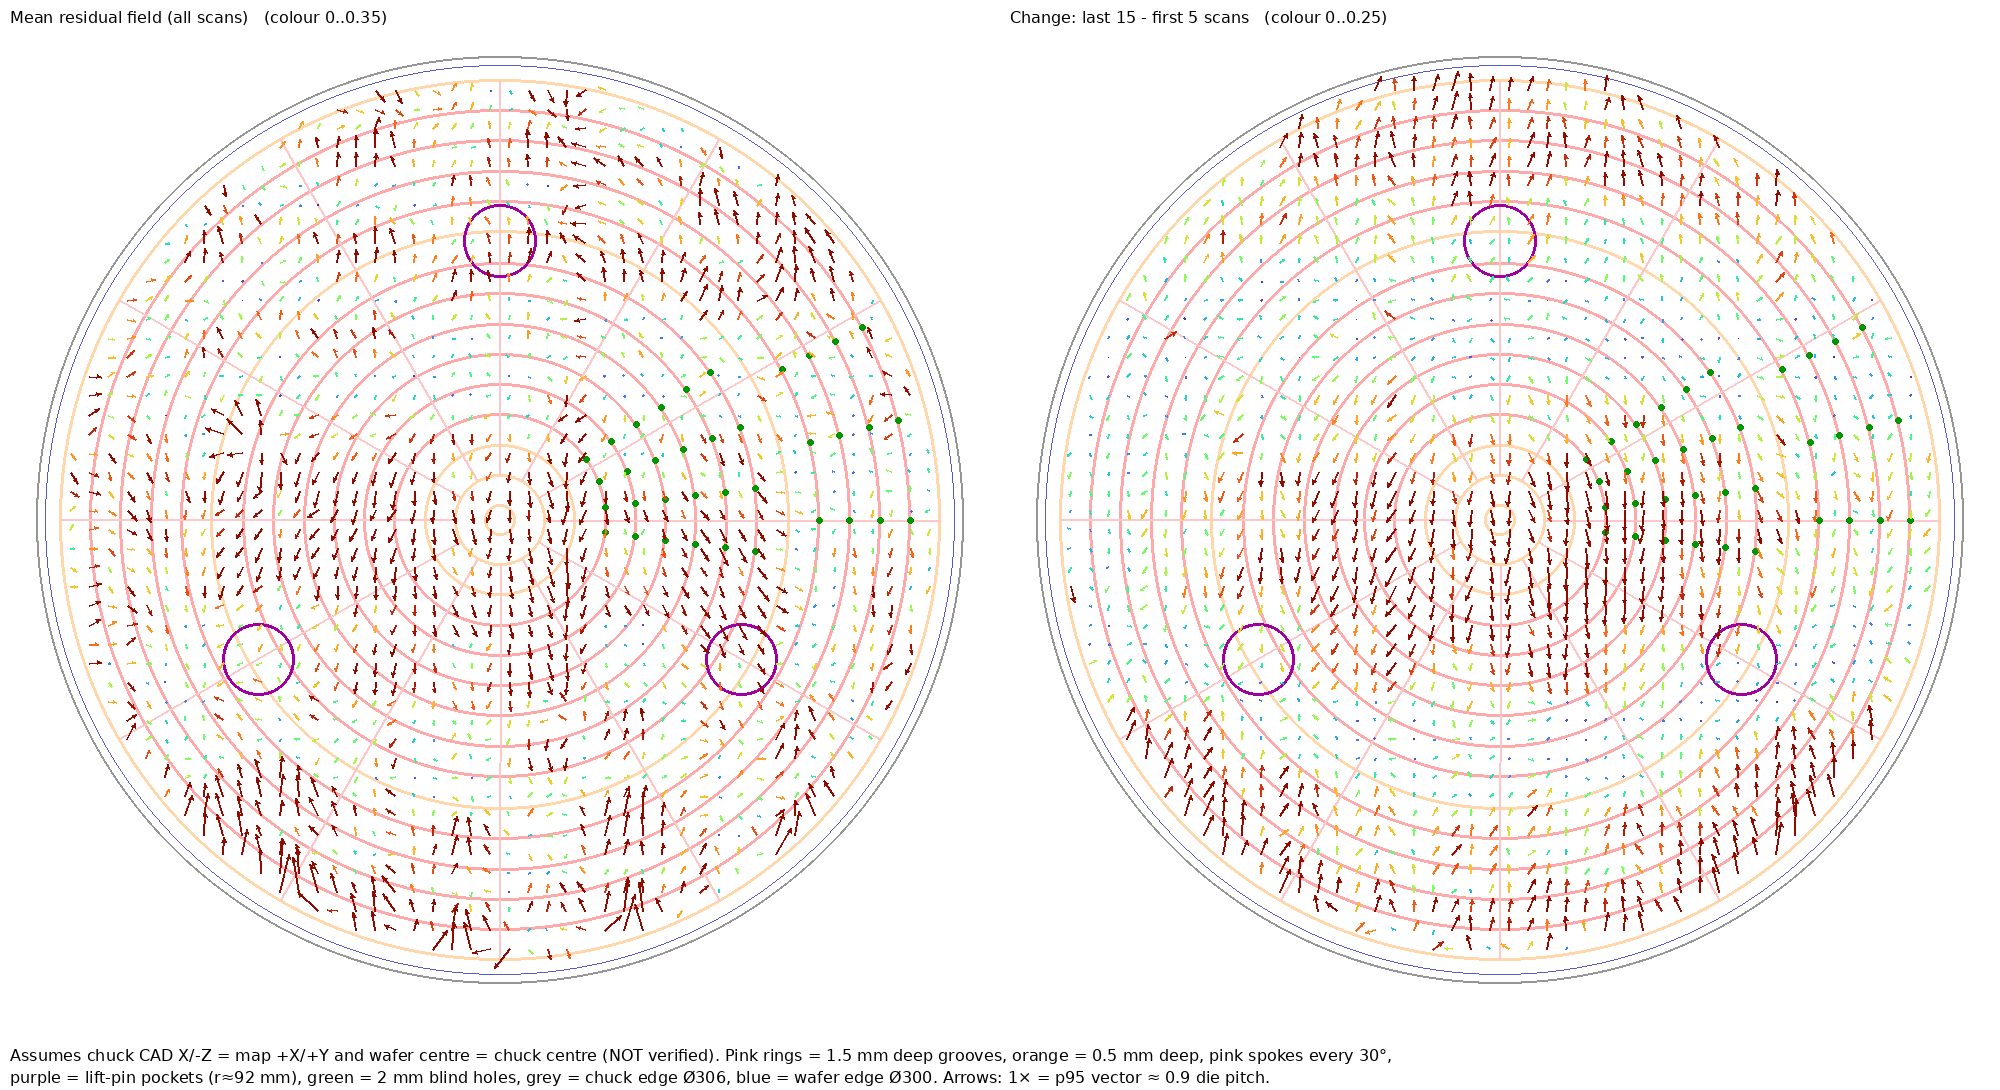 Mean residual field (all scans)   (colour 0..0.35)
Change: last 15 - first 5 scans   (colour 0..0.25)
Assumes chuck CAD X/-Z = map +X/+Y and wafer centre = chuck centre (NOT verified). Pink rings = 1.5 mm deep grooves, orange = 0.5 mm deep, pink spokes every 30°,
purple = lift-pin pockets (r≈92 mm), green = 2 mm blind holes, grey = chuck edge Ø306, blue = wafer edge Ø300. Arrows: 1× = p95 vector ≈ 0.9 die pitch.